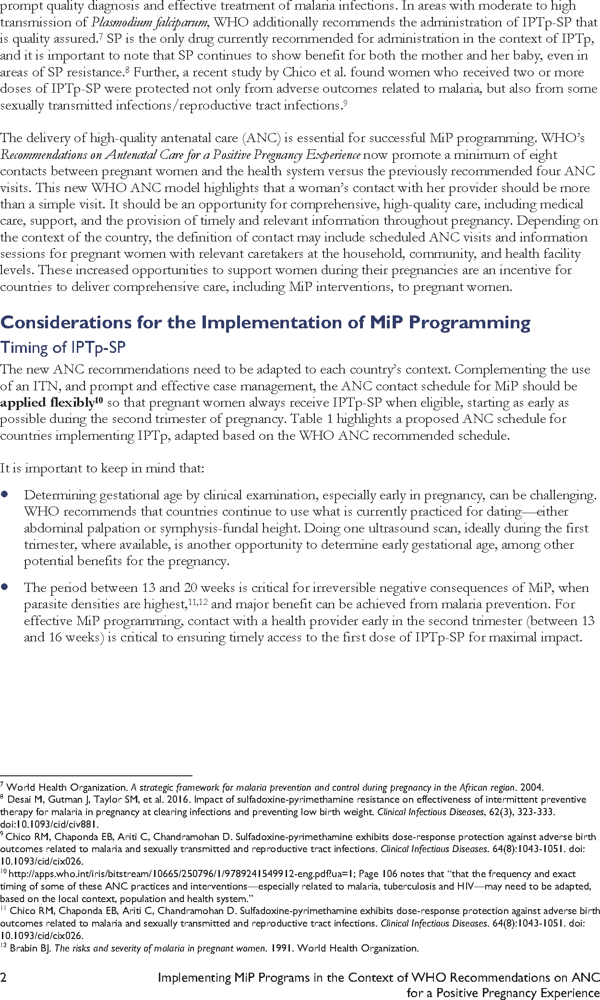 prompt quality diagnosis and effective treatment of malaria infections. In areas with moderate to high
transmission of Plasmodium falciparum, WHO additionally recommends the administration of IPTp-SP that
is quality assured.7 SP is the only drug currently recommended for administration in the context of IPTp,
and it is important to note that SP continues to show benefit for both the mother and her baby, even in
areas of SP resistance.8 Further, a recent study by Chico et al. found women who received two or more
doses of IPTp-SP were protected not only from adverse outcomes related to malaria, but also from some
sexually transmitted infections/reproductive tract infections.9
The delivery of high-quality antenatal care (ANC) is essential for successful MiP programming. WHO’s
Recommendations on Antenatal Care for a Positive Pregnancy Experience now promote a minimum of eight
contacts between pregnant women and the health system versus the previously recommended four ANC
visits. This new WHO ANC model highlights that a woman’s contact with her provider should be more
than a simple visit. It should be an opportunity for comprehensive, high-quality care, including medical
care, support, and the provision of timely and relevant information throughout pregnancy. Depending on
the context of the country, the definition of contact may include scheduled ANC visits and information
sessions for pregnant women with relevant caretakers at the household, community, and health facility
levels. These increased opportunities to support women during their pregnancies are an incentive for
countries to deliver comprehensive care, including MiP interventions, to pregnant women.
Considerations for the Implementation of MiP Programming
Timing of IPTp-SP
The new ANC recommendations need to be adapted to each country’s context. Complementing the use
of an ITN, and prompt and effective case management, the ANC contact schedule for MiP should be
applied flexibly10 so that pregnant women always receive IPTp-SP when eligible, starting as early as
possible during the second trimester of pregnancy. Table 1 highlights a proposed ANC schedule for
countries implementing IPTp, adapted based on the WHO ANC recommended schedule.
It is important to keep in mind that:
• Determining gestational age by clinical examination, especially early in pregnancy, can be challenging.
WHO recommends that countries continue to use what is currently practiced for dating—either
abdominal palpation or symphysis-fundal height. Doing one ultrasound scan, ideally during the first
trimester, where available, is another opportunity to determine early gestational age, among other
potential benefits for the pregnancy.
• The period between 13 and 20 weeks is critical for irreversible negative consequences of MiP, when
parasite densities are highest,11,12 and major benefit can be achieved from malaria prevention. For
effective MiP programming, contact with a health provider early in the second trimester (between 13
and 16 weeks) is critical to ensuring timely access to the first dose of IPTp-SP for maximal impact.
7 World Health Organization. A strategic framework for malaria prevention and control during pregnancy in the African region. 2004.
8 Desai M, Gutman J, Taylor SM, et al. 2016. Impact of sulfadoxine-pyrimethamine resistance on effectiveness of intermittent preventive
therapy for malaria in pregnancy at clearing infections and preventing low birth weight. Clinical Infectious Diseases, 62(3), 323-333.
doi:10.1093/cid/civ881.
9 Chico RM, Chaponda EB, Ariti C, Chandramohan D. Sulfadoxine-pyrimethamine exhibits dose-response protection against adverse birth
outcomes related to malaria and sexually transmitted and reproductive tract infections. Clinical Infectious Diseases. 64(8):1043-1051. doi:
10.1093/cid/cix026.
10 http://apps.who.int/iris/bitstream/10665/250796/1/9789241549912-eng.pdf?ua=1; Page 106 notes that “that the frequency and exact
timing of some of these ANC practices and interventions—especially related to malaria, tuberculosis and HIV—may need to be adapted,
based on the local context, population and health system.”
11 Chico RM, Chaponda EB, Ariti C, Chandramohan D. Sulfadoxine-pyrimethamine exhibits dose-response protection against adverse birth
outcomes related to malaria and sexually transmitted and reproductive tract infections. Clinical Infectious Diseases. 64(8):1043-1051. doi:
10.1093/cid/cix026.
12 Brabin BJ. The risks and severity of malaria in pregnant women. 1991. World Health Organization.
2 Implementing MiP Programs in the Context of WHO Recommendations on ANC
for a Positive Pregnancy Experience